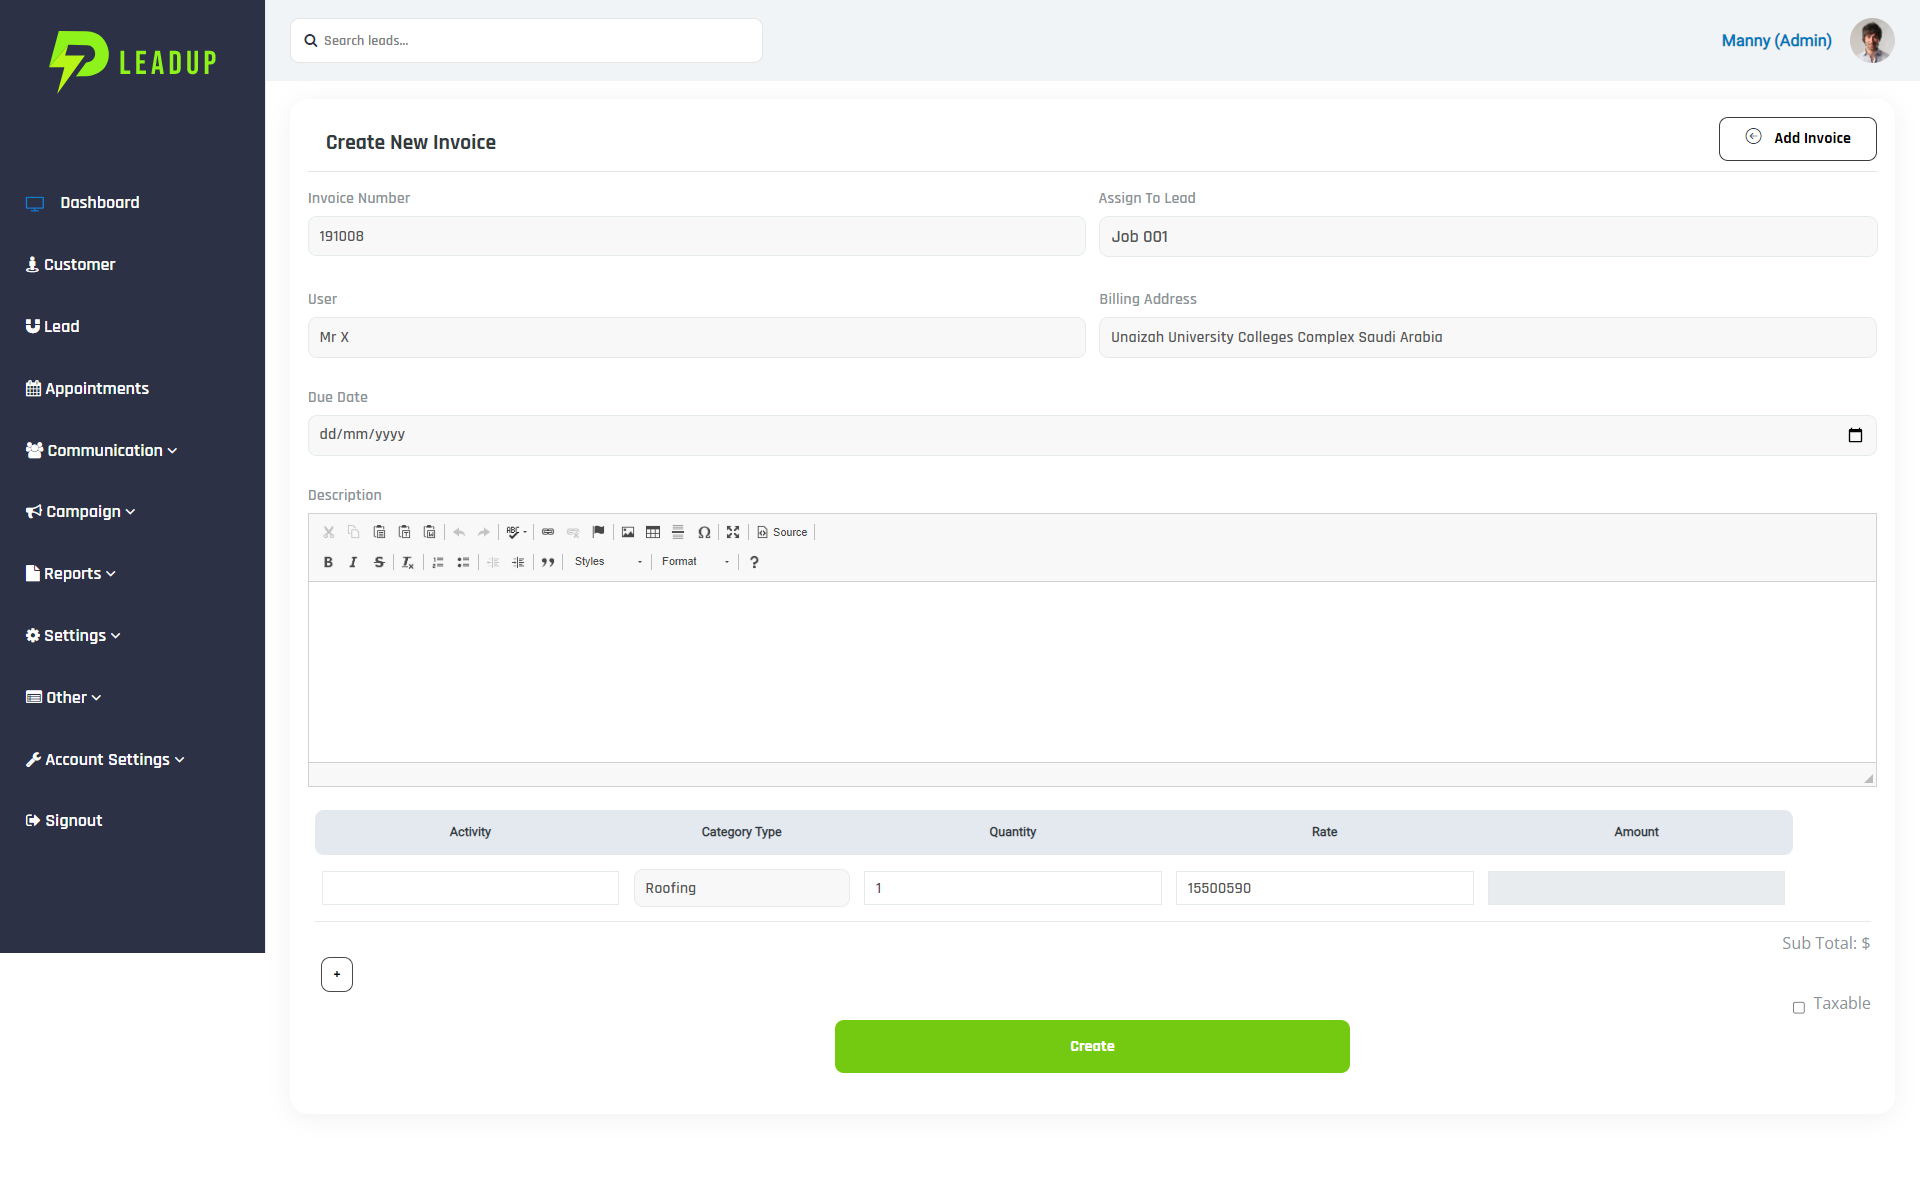 LEADUP
Search leads...
Manny (Admin)
Dashboard
Customer
Lead
Appointments
Communication
Campaign
Reports
Settings
Other
Account Settings
Signout
Create New Invoice
Add Invoice
Invoice Number
Assign To Lead
191008
Job 001
User
Billing Address
Mr X
Unaizah University Colleges Complex Saudi Arabia
Due Date
dd/mm/yyyy
Description
ABC
Ω
Source
B I S Tx
Styles
Format
?
Activity
Category Type
Quantity
Rate
Amount
Roofing
1
15500590
Sub Total: $
+
Taxable
Create